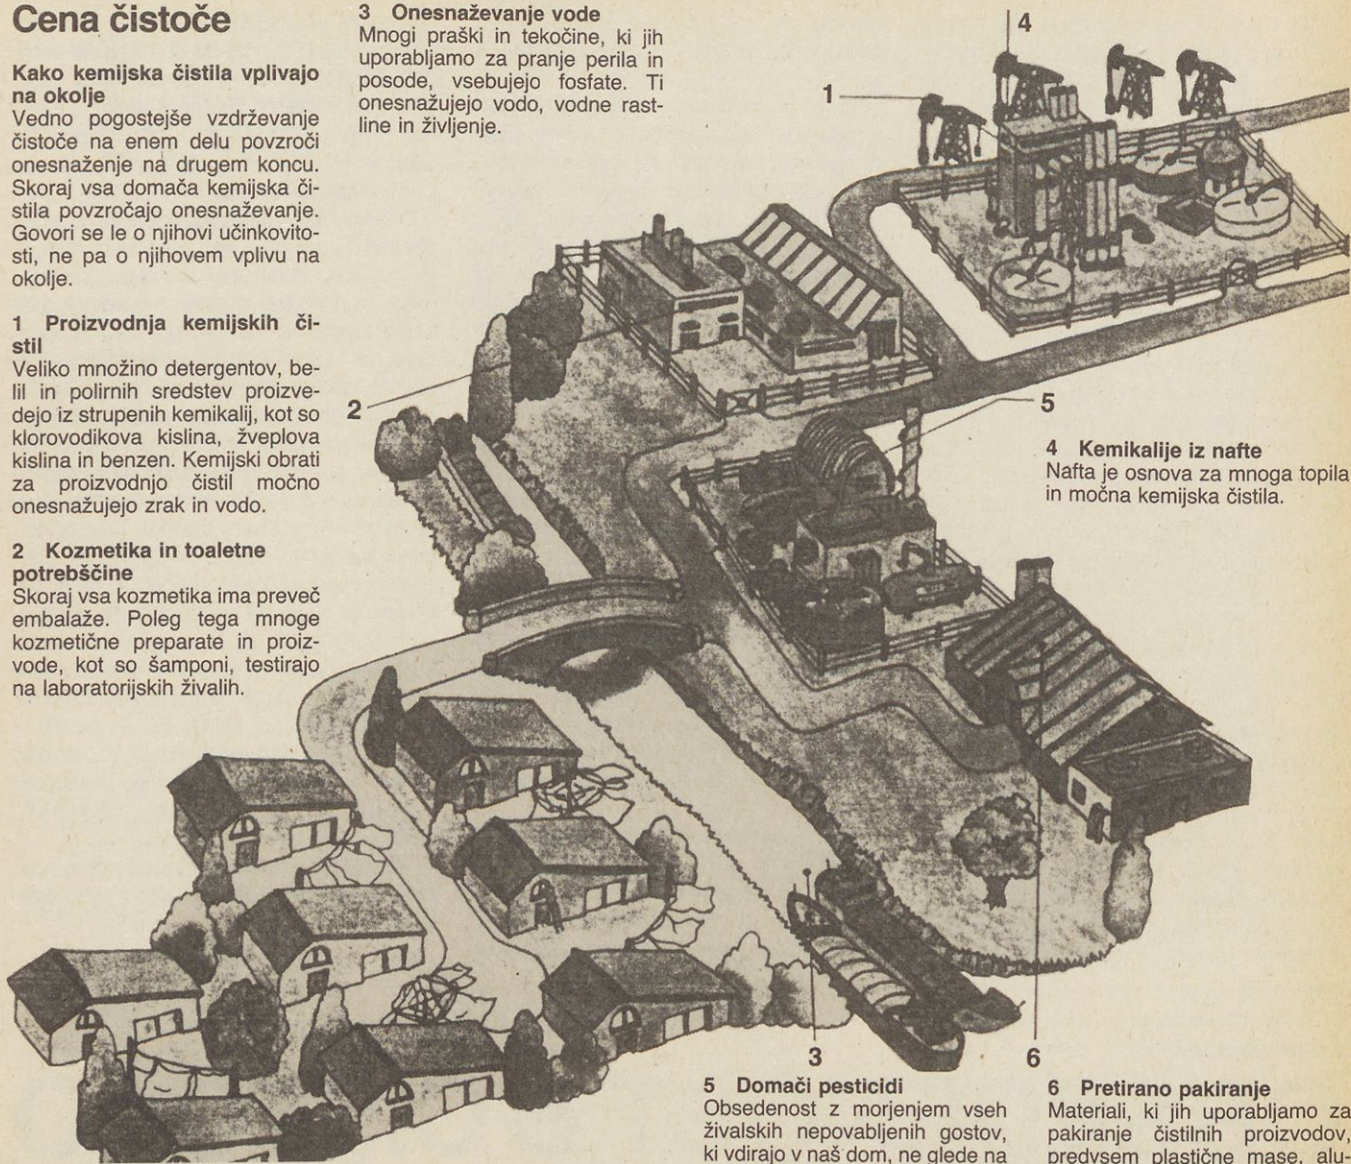 Cena čistoče
Kako kemijska čistila vplivajo
na okolje
Vedno pogostejše vzdrževanje
čistoče na enem delu povzroči
onesnaženje na drugem koncu.
Skoraj vsa domača kemijska či-
stila povzročajo onesnaževanje.
Govori se le o njihovi učinkovito-
sti, ne pa o njihovem vplivu na
okolje.
1 Proizvodnja kemijskih či-
stil
Veliko množino detergentov, be-
lil in polirnih sredstev proizve-
dejo iz strupenih kemikalij, kot so
klorovodikova kislina, žveplova
kislina in benzen. Kemijski obrati
za proizvodnjo čistil močno
onesnažujejo zrak in vodo.
2 Kozmetika in toaletne
potrebščine
Skoraj vsa kozmetika ima preveč
embalaže. Poleg tega mnoge
kozmetične preparate in proiz-
vode, kot so šamponi, testirajo
na laboratorijskih živalih.
3 Onesnaževanje vode
Mnogi praški in tekočine, ki jih
uporabljamo za pranje perila in
posode, vsebujejo fosfate. Ti
onesnažujejo vodo, vodne rast-
line in življenje.
4
1
2
5
4 Kemikalije iz nafte
Nafta je osnova za mnoga topila
in močna kemijska čistila.
3
6
5 Domači pesticidi
Obsedenost z morjenjem vseh
živalskih nepovabljenih gostov,
ki vdirajo v naš dom, ne glede na
6 Pretirano pakiranje
Materiali, ki jih uporabljamo za
pakiranje čistilnih proizvodov,
predvsem plastične mase, alu-